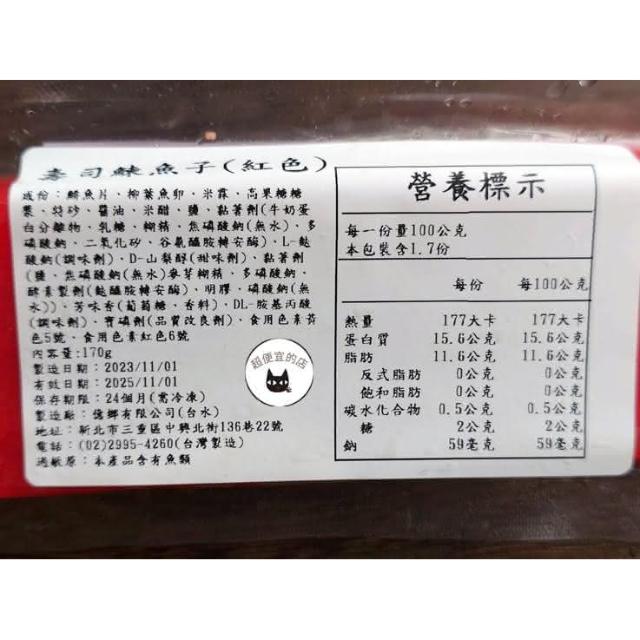 壽司鯡魚子(紅色)
成份:鯡魚片、柳葉魚卵、米霖、高果糖糖
漿、特砂、醬油、米醋、鹽、黏著劑(牛奶蛋
白分離物、乳糖、糊精、焦磷酸鈉(無水)、多
磷酸鈉、二氧化矽、谷氨醯胺轉安酶)、L-麩
酸鈉(調味劑)、D-山梨醇(甜味劑)、黏著劑
(鹽、焦磷酸鈉(無水)麥芽糊精、多磷酸鈉、
酵素製劑(麩醯胺轉安酶)、明膠、磷酸鈉(無
水))、芳味香(葡萄糖、香料)、DL-胺基丙酸
(調味劑)、寶磷劑(品質改良劑)、食用色素黃
色5號、食用色素紅色6號
內容量:170g
製造日期:2023/11/01
有效日期:2025/11/01
保存期限:24個月(需冷凍)
製造廠:億鄉有限公司(台水)
地址:新北市三重區中興北街136巷22號
電話:(02)2995-4260(台灣製造)
過敏原:本產品含有魚類
超便宜的店
營養標示
每一份量100公克
本包裝含1.7份
每份 每100公克
熱量 177大卡 177大卡
蛋白質 15.6公克 15.6公克
脂肪 11.6公克 11.6公克
反式脂肪 0公克 0公克
飽和脂肪 0公克 0公克
碳水化合物 0.5公克 0.5公克
糖 2公克 2公克
鈉 59毫克 59毫克